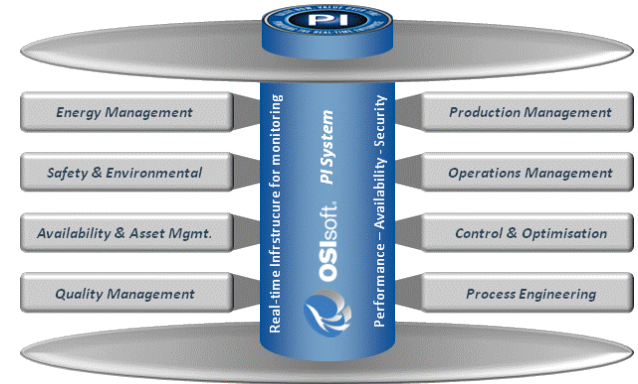 PI
Energy Management
Safety & Environmental
Availability & Asset Mgmt.
Quality Management
Real-time Infrstrucure for monitoring
OSIsoft. PI System
Performance – Availability - Security
Production Management
Operations Management
Control & Optimisation
Process Engineering